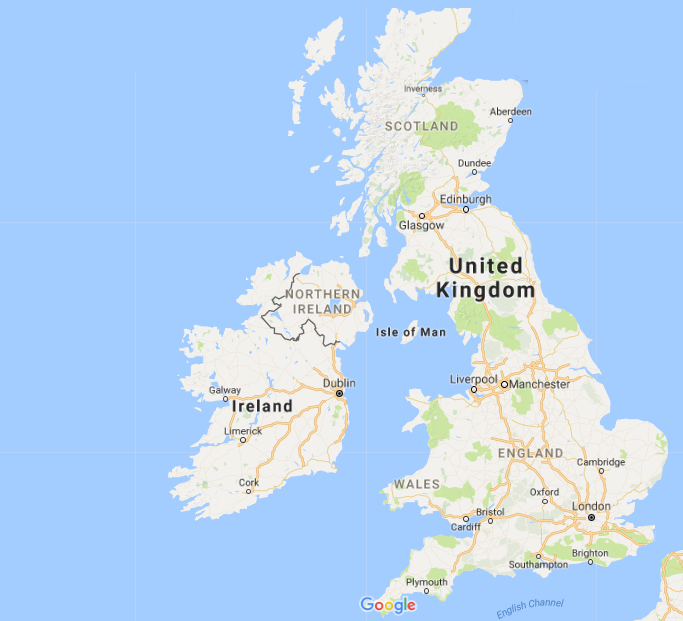 Inverness
Aberdeen
SCOTLAND
Dundee
Edinburgh
Glasgow
United
Kingdom
NORTHERN
IRELAND
Isle of Man
Liverpool
Manchester
Dublin
Galway
Ireland
Limerick
ENGLAND
Cambridge
Cork
WALES
Oxford
London
Bristol
Cardiff
Brighton
Southampton
Plymouth
Google
English Channel